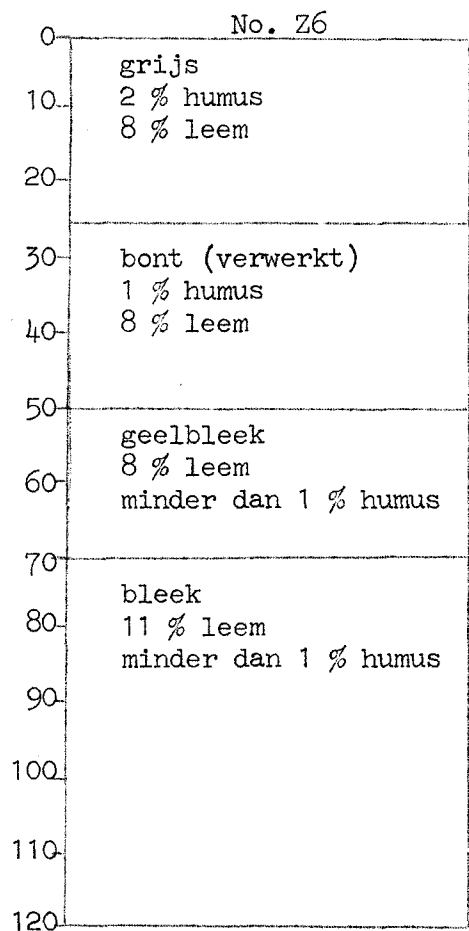 No. Z6
0
grijs
2 % humus
10
8 % leem
20
30
bont (verwerkt)
1 % humus
40
8 % leem
50
geelbleek
8 % leem
60
minder dan 1 % humus
70
bleek
80
11 % leem
minder dan 1 % humus
90
100
110
120